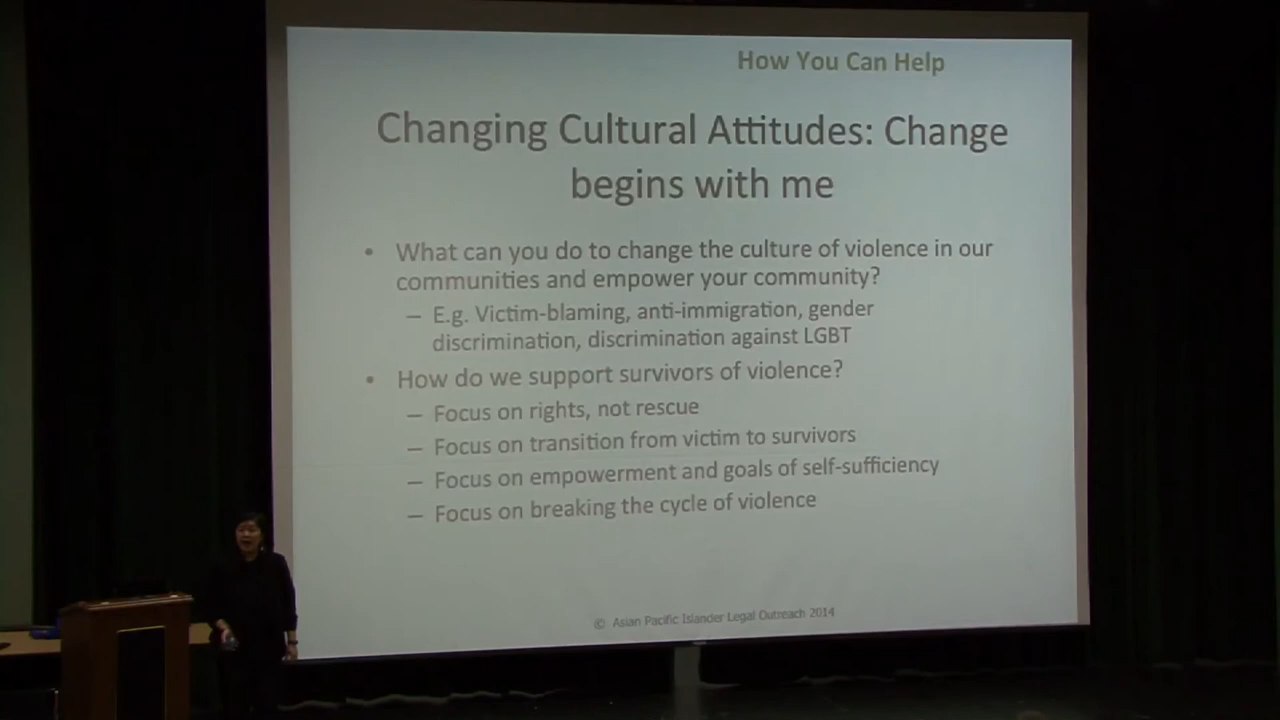 How You Can Help
Changing Cultural Attitudes: Change
begins with me
• What can you do to change the culture of violence in our
communities and empower your community?
– E.g. Victim-blaming, anti-immigration, gender
discrimination, discrimination against LGBT
• How do we support survivors of violence?
– Focus on rights, not rescue
– Focus on transition from victim to survivors
– Focus on empowerment and goals of self-sufficiency
– Focus on breaking the cycle of violence
© Asian Pacific Islander Legal Outreach 2014